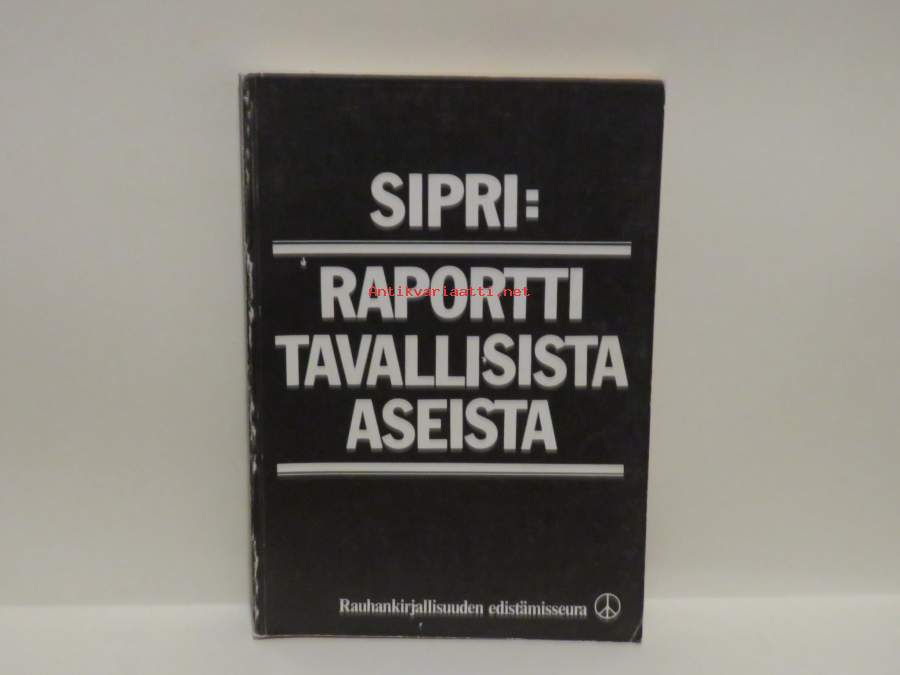 SIPRI:
RAPORTTI
Antikvariaatti.net
TAVALLISISTA
ASEISTA
Rauhankirjallisuuden edistämisseura